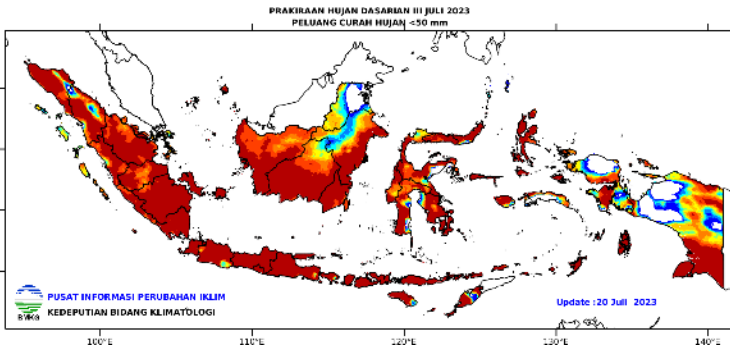 PRAKIRAAN HUJAN DASARIAN III JULI 2023
PELUANG CURAH HUJAN <50 mm
PUSAT INFORMASI PERUBAHAN IKLIM
KEDEPUTIAN BIDANG KLIMATOLOGI
BMKG
Update :20 Juli 2023
100°E
110°E
120°E
130°E
140°E